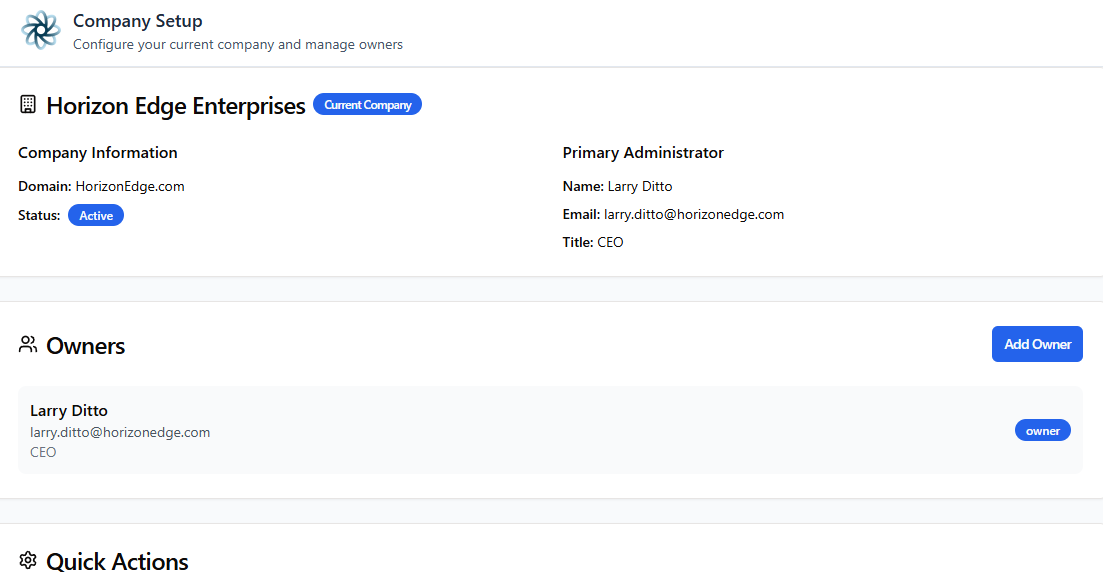 Company Setup
Configure your current company and manage owners
Horizon Edge Enterprises Current Company
Company Information
Domain: HorizonEdge.com
Status: Active
Primary Administrator
Name: Larry Ditto
Email: larry.ditto@horizonedge.com
Title: CEO
Owners
Add Owner
Larry Ditto
larry.ditto@horizonedge.com
CEO
owner
Quick Actions